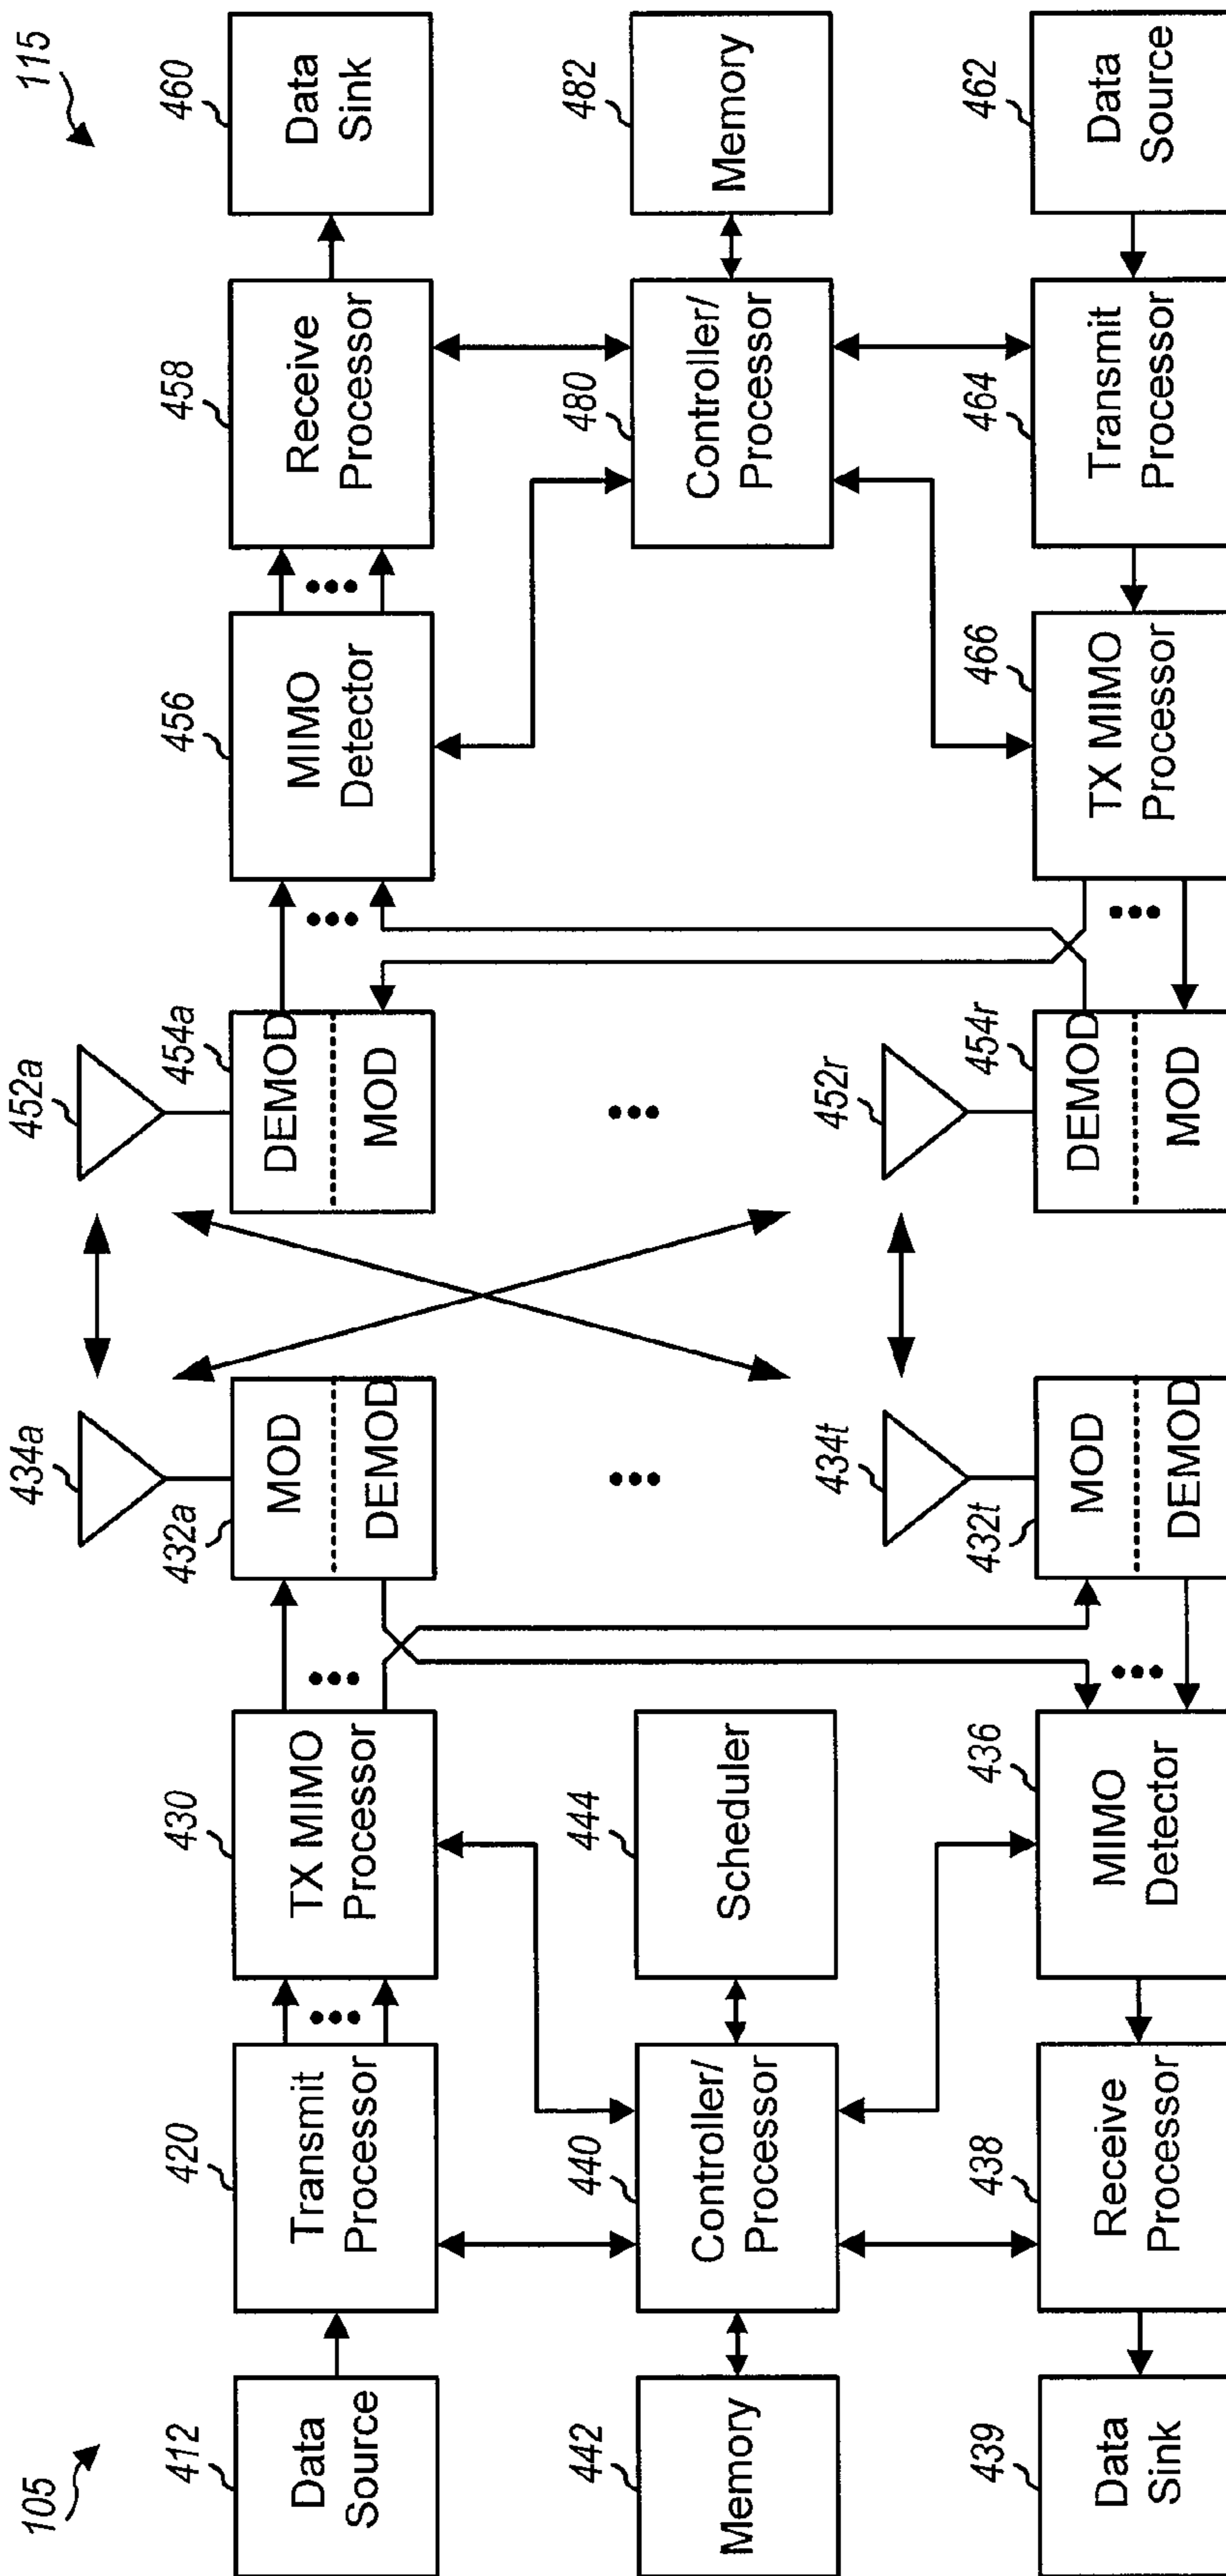 105
115
434a
452a
412
420
430
432a
454a
456
458
460
Data
Source
Transmit
Processor
TX MIMO
Processor
MOD
DEMOD
DEMOD
MOD
MIMO
Detector
Receive
Processor
Data
Sink
442
440
444
434t
452r
480
482
Memory
Controller/
Processor
Scheduler
Controller/
Processor
Memory
439
438
436
432t
454r
466
464
462
Data
Sink
Receive
Processor
MIMO
Detector
MOD
DEMOD
DEMOD
MOD
TX MIMO
Processor
Transmit
Processor
Data
Source